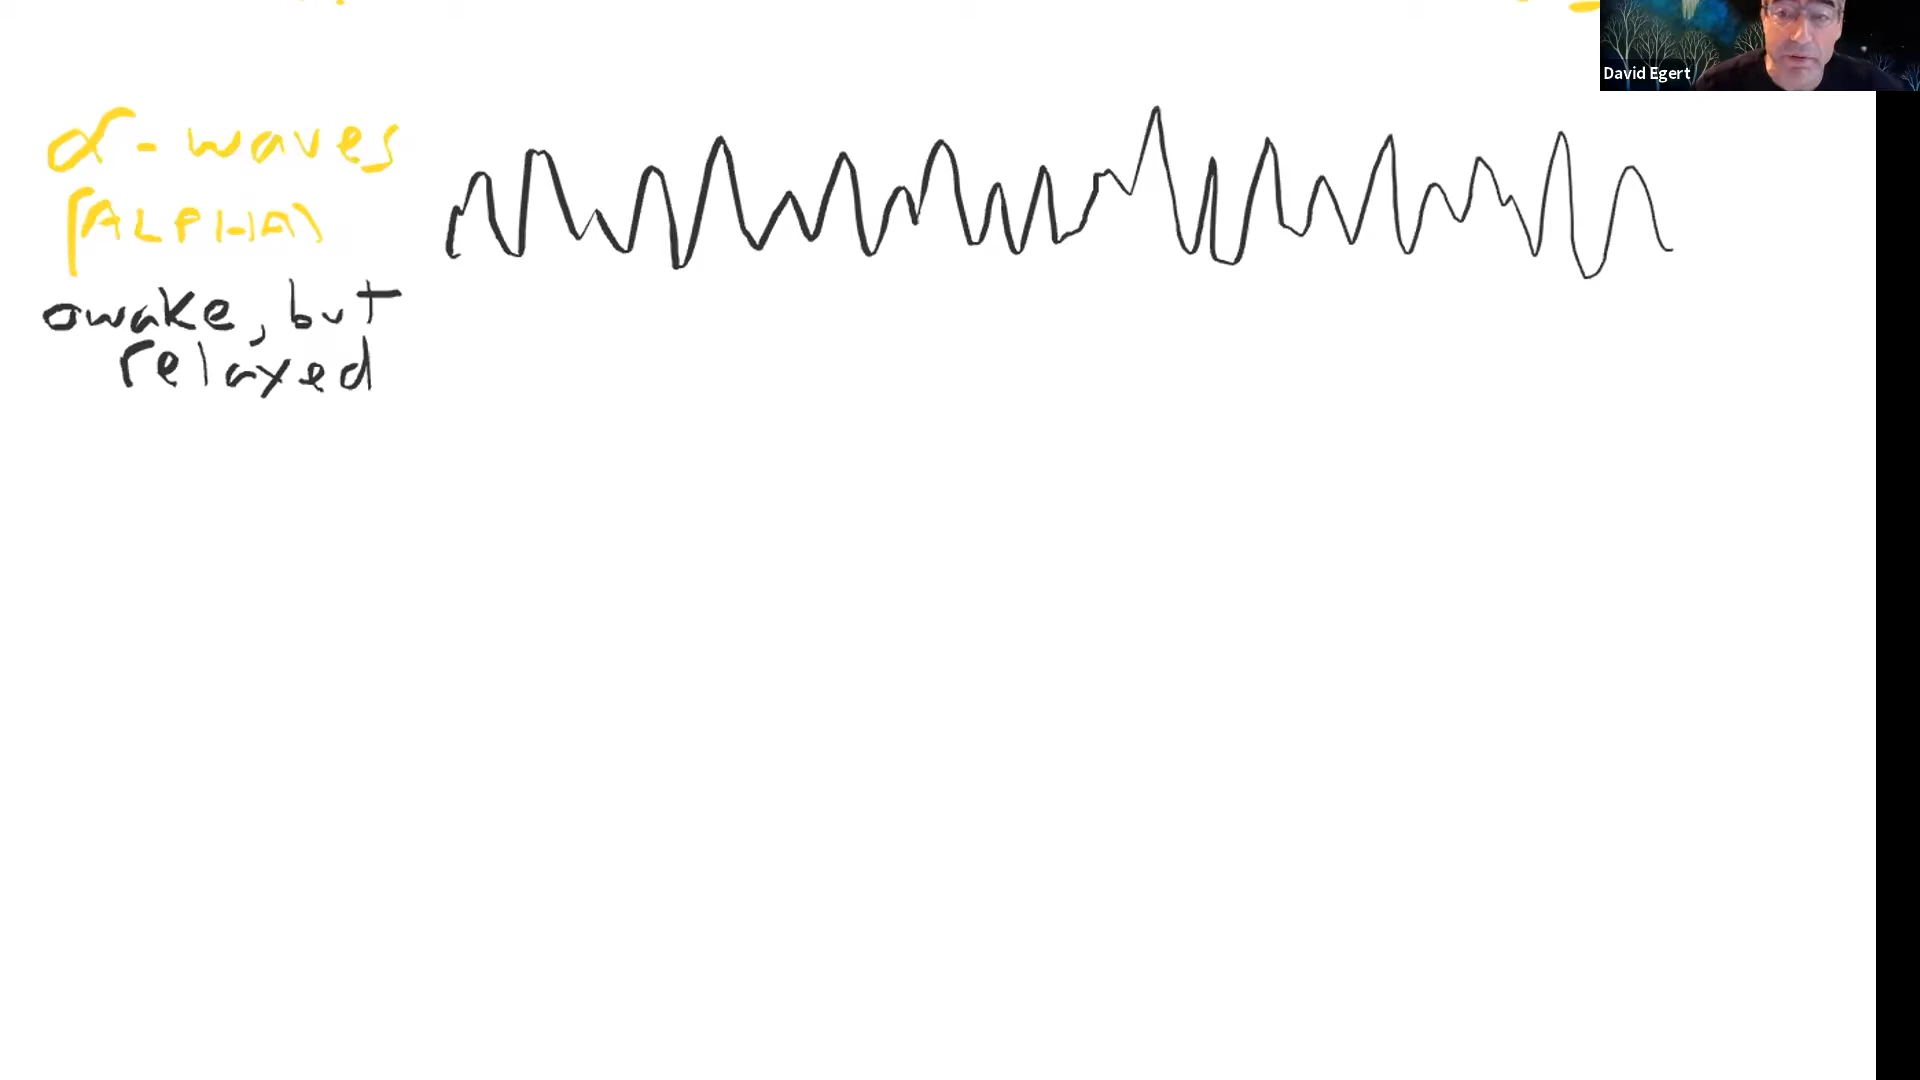 David Egert
α-waves
(ALPHA)
awake, but
relaxed